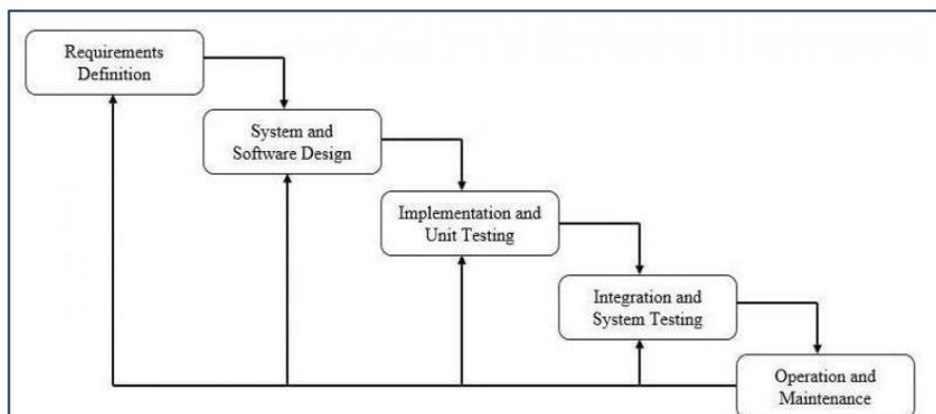 Requirements
Definition
System and
Software Design
Implementation and
Unit Testing
Integration and
System Testing
Operation and
Maintenance